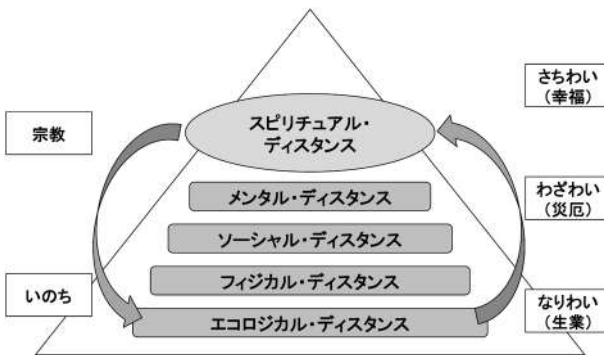 さちわい
(幸福)
宗教
スピリチュアル・
ディスタンス
メンタル・ディスタンス
わざわい
(災厄)
ソーシャル・ディスタンス
フィジカル・ディスタンス
いのち
エコロジカル・ディスタンス
なりわい
(生業)